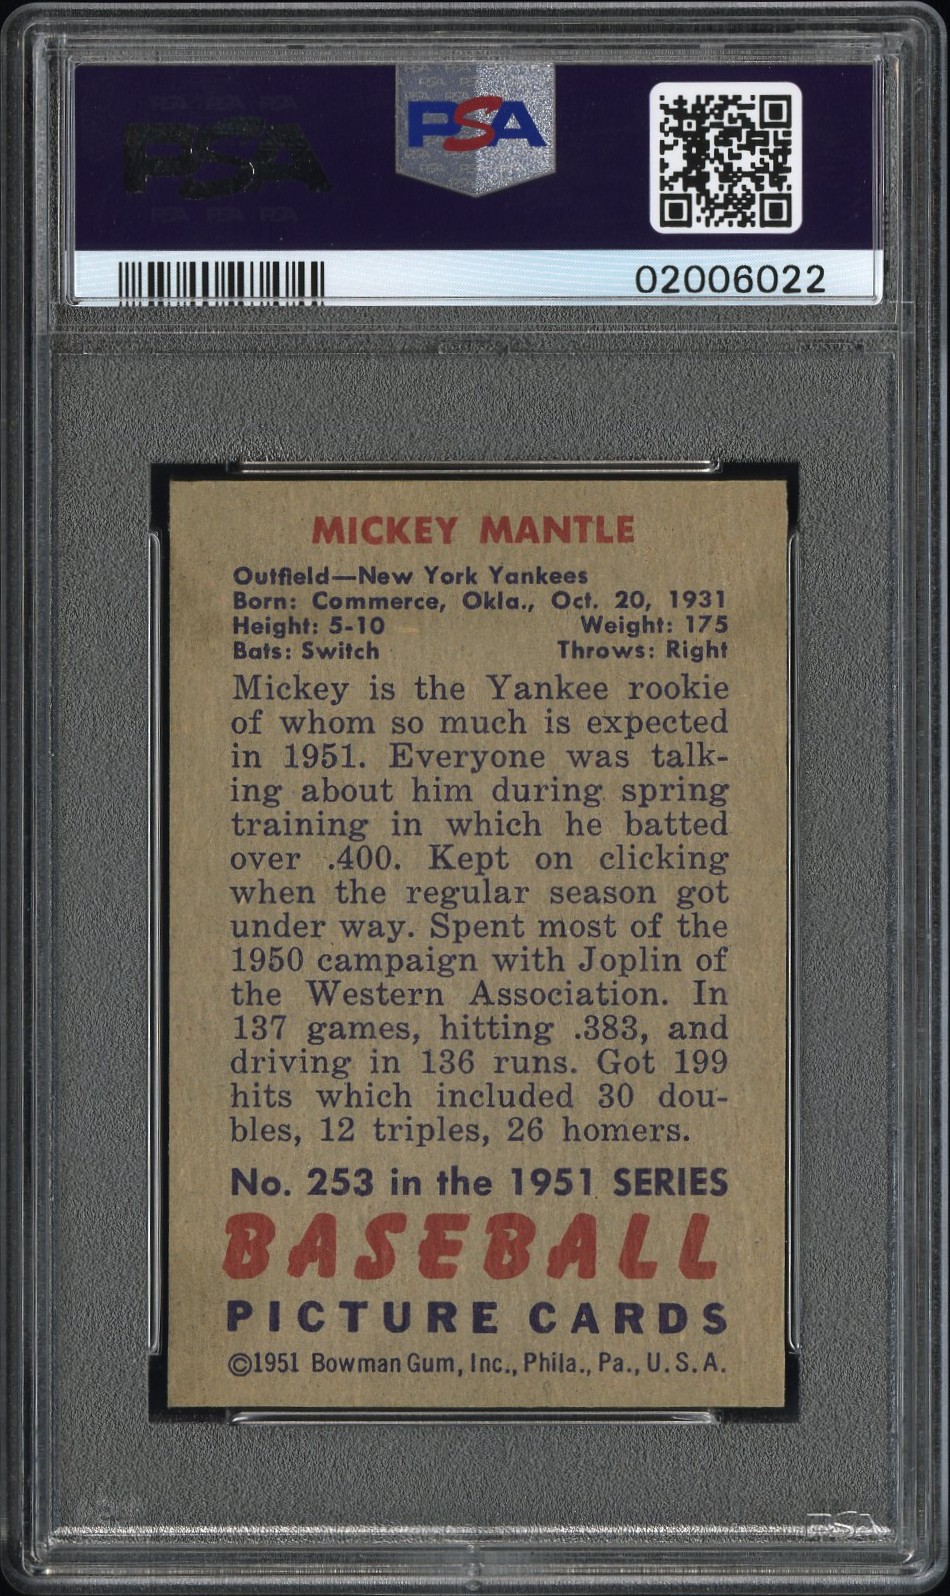 PSA
PSA
02006022
MICKEY MANTLE
Outfield—New York Yankees
Born: Commerce, Okla., Oct. 20, 1931
Height: 5-10 Weight: 175
Bats: Switch Throws: Right
Mickey is the Yankee rookie
of whom so much is expected
in 1951. Everyone was talk-
ing about him during spring
training in which he batted
over .400. Kept on clicking
when the regular season got
under way. Spent most of the
1950 campaign with Joplin of
the Western Association. In
137 games, hitting .383, and
driving in 136 runs. Got 199
hits which included 30 dou-
bles, 12 triples, 26 homers.
No. 253 in the 1951 SERIES
BASEBALL
PICTURE CARDS
©1951 Bowman Gum, Inc., Phila., Pa., U.S.A.
PSA